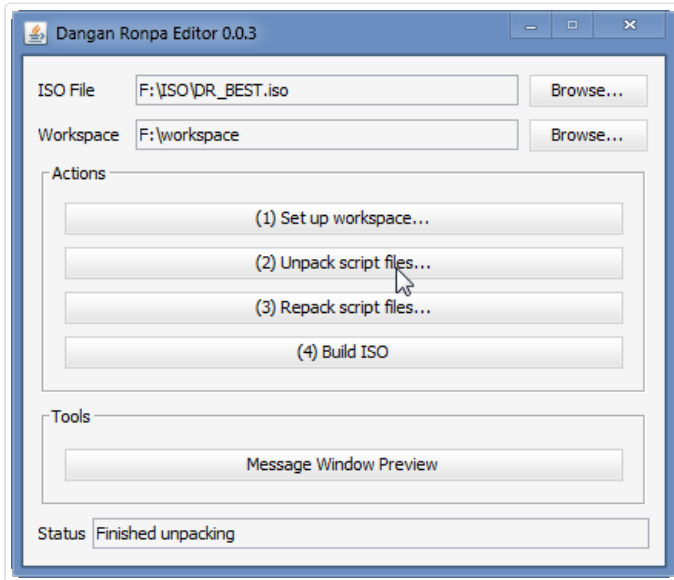 Dangan Ronpa Editor 0.0.3
ISO File F:\ISO\DR_BEST.iso Browse...
Workspace F:\workspace Browse...
Actions
(1) Set up workspace...
(2) Unpack script files...
(3) Repack script files...
(4) Build ISO
Tools
Message Window Preview
Status Finished unpacking